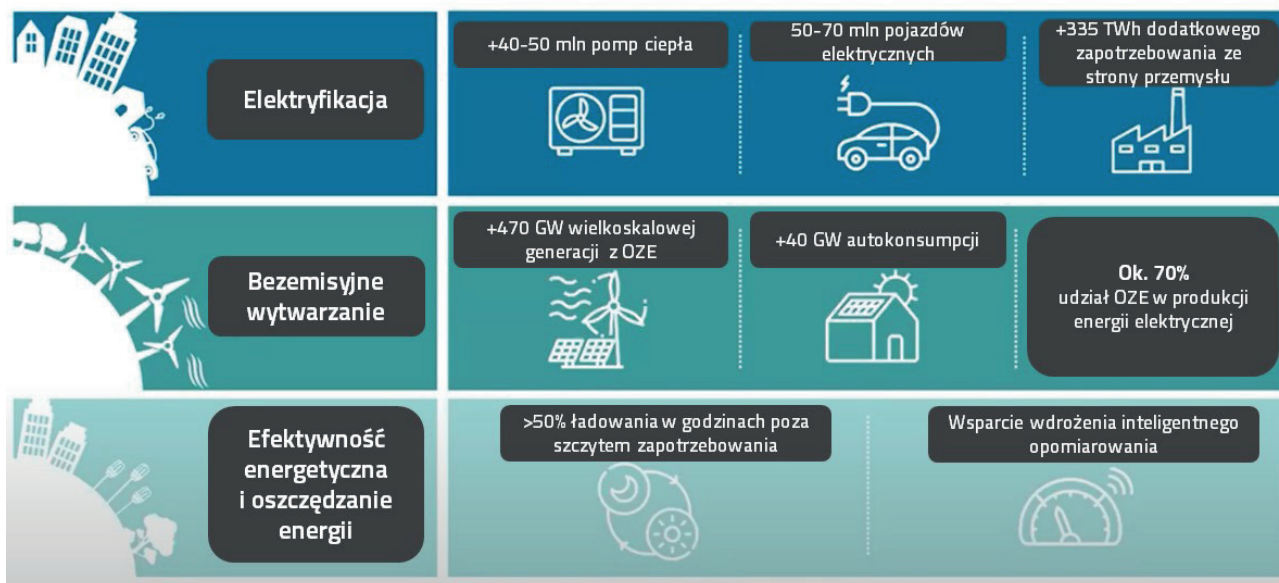 Elektryfikacja
+40-50 mln pomp ciepła
50-70 mln pojazdów
elektrycznych
+335 TWh dodatkowego
zapotrzebowania ze
strony przemysłu
Bezemisyjne
wytwarzanie
+470 GW wielkoskalowej
generacji z OZE
+40 GW autokonsumpcji
Ok. 70%
udział OZE w produkcji
energii elektrycznej
Efektywność
energetyczna
i oszczędzanie
energii
>50% ładowania w godzinach poza
szczytem zapotrzebowania
Wsparcie wdrożenia inteligentnego
opomiarowania